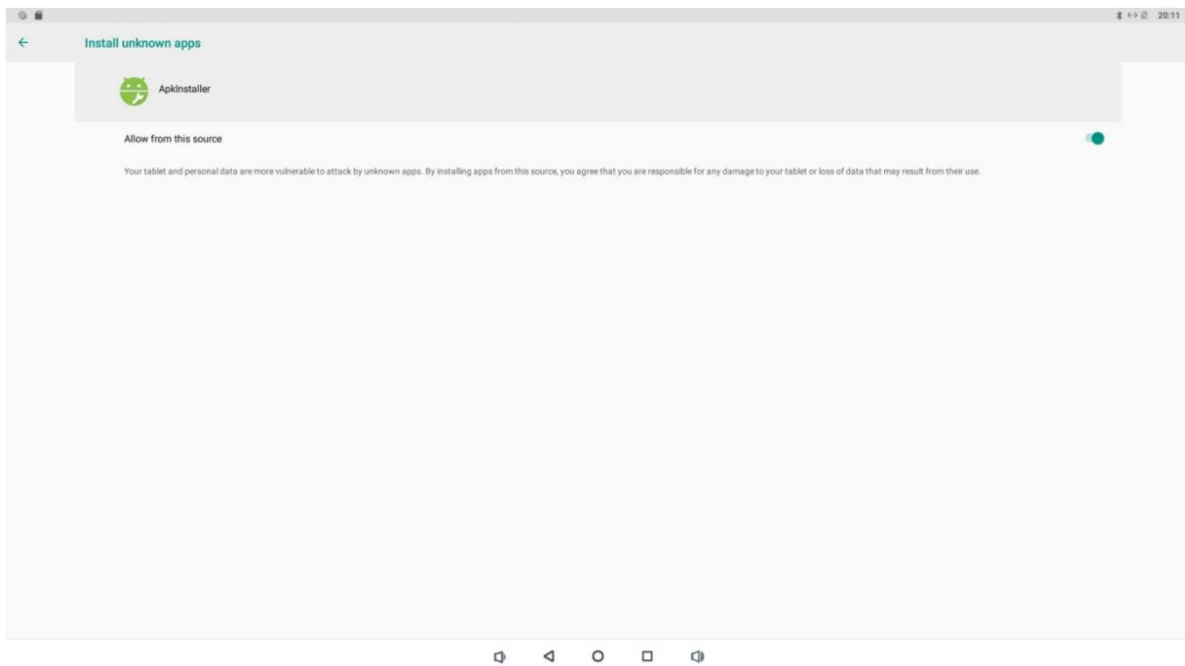 20:11
Install unknown apps
ApkInstaller
Allow from this source
Your tablet and personal data are more vulnerable to attack by unknown apps. By installing apps from this source, you agree that you are responsible for any damage to your tablet or loss of data that may result from their use.